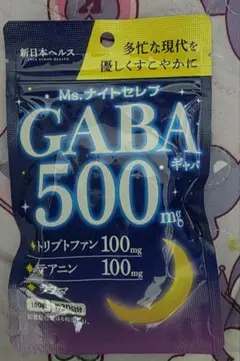 新日本ヘルス
多忙な現代を
優しくすこやかに
Ms.ナイトセレブ
GABA
ギャバ
500mg
トリプトファン 100mg
テアニン 100mg